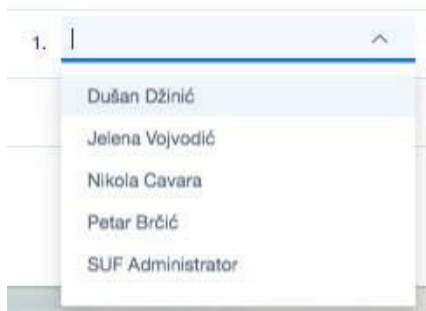 1.
Dušan Džinić
Jelena Vojvodić
Nikola Cavara
Petar Brčić
SUF Administrator